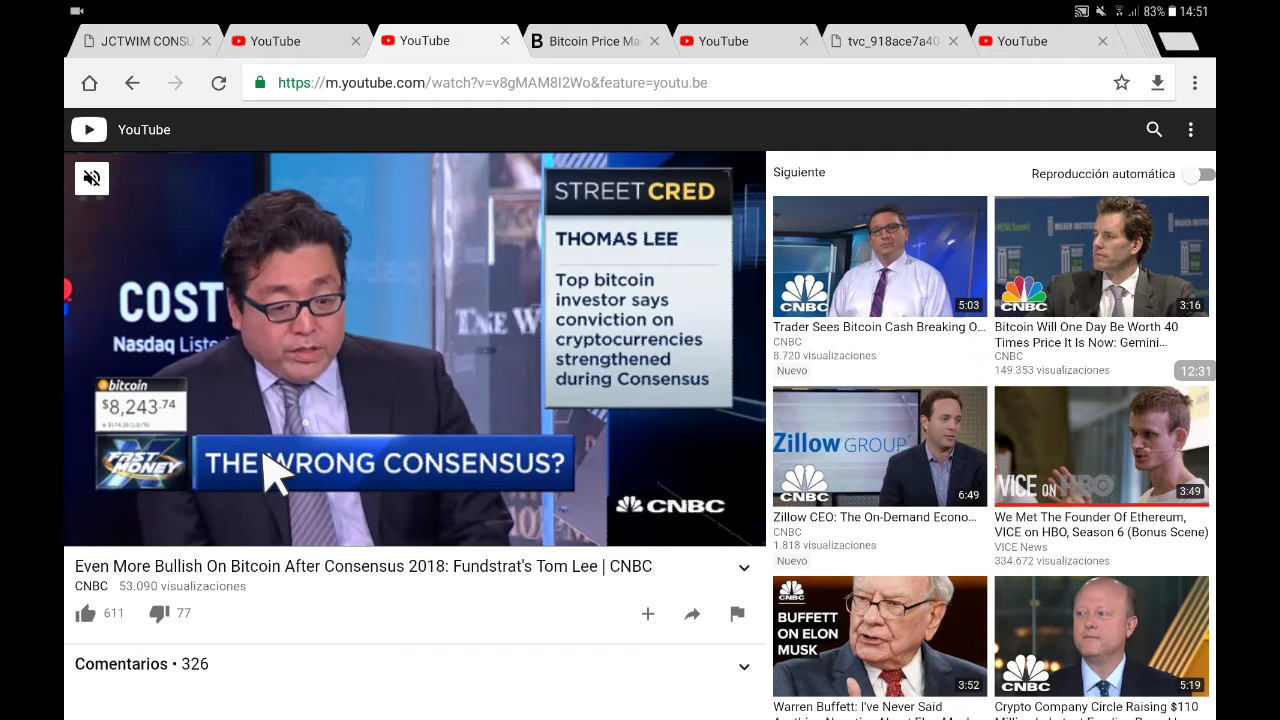 83% 14:51
JCTWIM CONSU
YouTube
YouTube
Bitcoin Price Ma
YouTube
tvc_918ace7a40
YouTube
https://m.youtube.com/watch?v=v8gMAM8I2Wo&feature=youtu.be
YouTube
STREETCRED
THOMAS LEE
Top bitcoin
investor says
conviction on
cryptocurrencies
strengthened
during Consensus
COST
Nasdaq Liste
THE W
bitcoin
$8,243.74
FAST MONEY
THE WRONG CONSENSUS?
CNBC
Even More Bullish On Bitcoin After Consensus 2018: Fundstrat's Tom Lee | CNBC
CNBC 53.090 visualizaciones
611 77
Comentarios • 326
Siguiente
Reproducción automática
CNBC
5:03
Trader Sees Bitcoin Cash Breaking O...
CNBC
8.720 visualizaciones
Nuevo
MILKEN INSTITUTE
CNBC
3:16
Bitcoin Will One Day Be Worth 40
Times Price It Is Now: Gemini...
CNBC
149.353 visualizaciones
12:31
Zillow GROUP
CNBC
6:49
Zillow CEO: The On-Demand Econo...
CNBC
1.818 visualizaciones
Nuevo
VICE ON HBO
3:49
We Met The Founder Of Ethereum,
VICE on HBO, Season 6 (Bonus Scene)
VICE News
334.672 visualizaciones
CNBC
BUFFETT
ON ELON
MUSK
3:52
Warren Buffett: I've Never Said
CNBC
5:19
Crypto Company Circle Raising $110